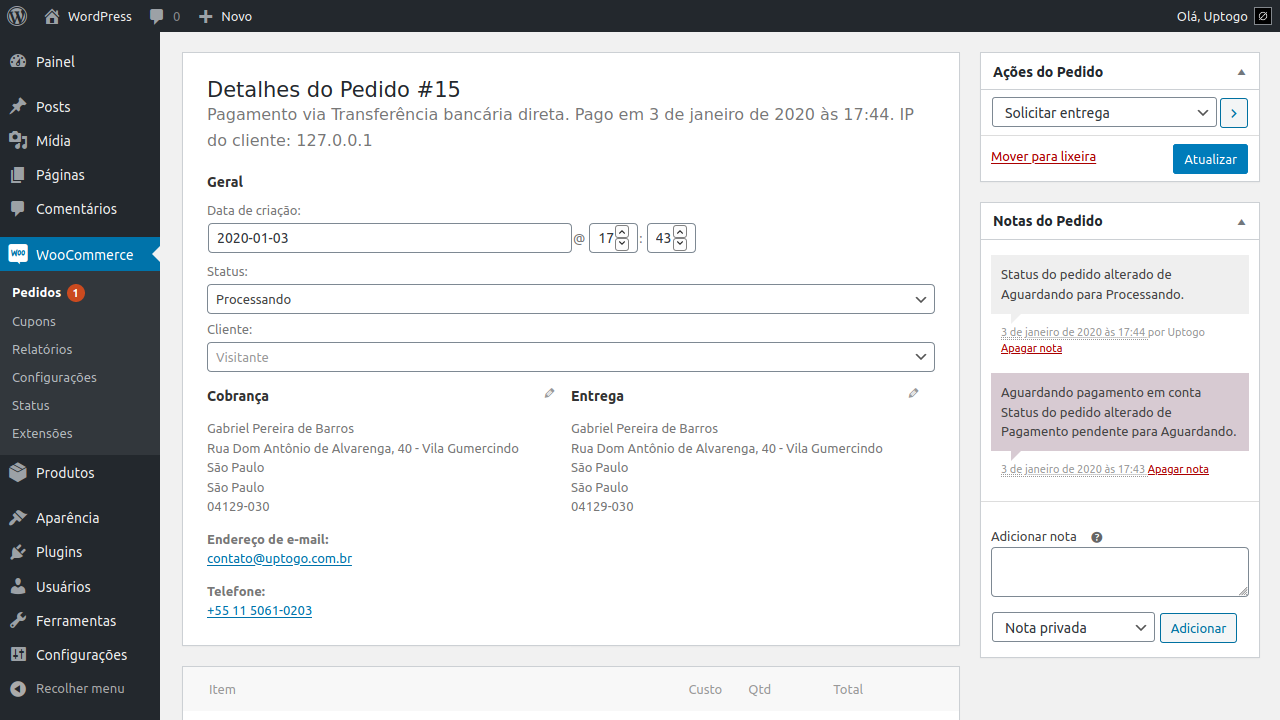 WordPress 0 Novo Olá, Uptogo
Painel
Posts
Mídia
Páginas
Comentários
WooCommerce
Pedidos 1
Cupons
Relatórios
Configurações
Status
Extensões
Produtos
Aparência
Plugins
Usuários
Ferramentas
Configurações
Recolher menu
Detalhes do Pedido #15
Pagamento via Transferência bancária direta. Pago em 3 de janeiro de 2020 às 17:44. IP
do cliente: 127.0.0.1
Geral
Data de criação:
2020-01-03 @ 17 : 43
Status:
Processando
Cliente:
Visitante
Cobrança
Gabriel Pereira de Barros
Rua Dom Antônio de Alvarenga, 40 - Vila Gumercindo
São Paulo
São Paulo
04129-030
Endereço de e-mail:
contato@uptogo.com.br
Telefone:
+55 11 5061-0203
Entrega
Gabriel Pereira de Barros
Rua Dom Antônio de Alvarenga, 40 - Vila Gumercindo
São Paulo
São Paulo
04129-030
Item Custo Qtd Total
Ações do Pedido
Solicitar entrega
Mover para lixeira Atualizar
Notas do Pedido
Status do pedido alterado de
Aguardando para Processando.
3 de janeiro de 2020 às 17:44 por Uptogo
Apagar nota
Aguardando pagamento em conta
Status do pedido alterado de
Pagamento pendente para Aguardando.
3 de janeiro de 2020 às 17:43 Apagar nota
Adicionar nota ?
Nota privada Adicionar